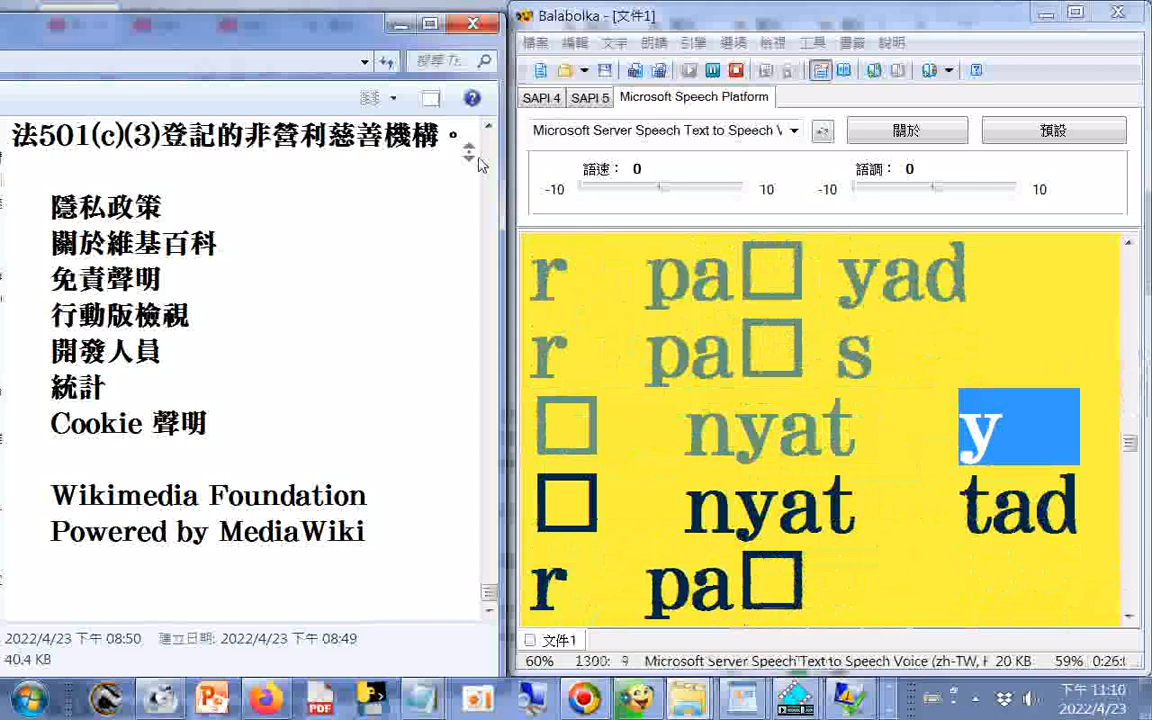 Balabolka - [文件1]
檔案 編輯 文字 朗讀 引擎 選項 檢視 工具 書籤 說明
SAPI 4 SAPI 5 Microsoft Speech Platform
Microsoft Server Speech Text to Speech V 關於 預設
語速： 0 語調： 0
-10 10 -10 10
法501(c)(3)登記的非營利慈善機構。
隱私政策
關於維基百科
免責聲明
行動版檢視
開發人員
統計
Cookie 聲明
Wikimedia Foundation
Powered by MediaWiki
2022/4/23 下午 08:50 建立日期: 2022/4/23 下午 08:49
40.4 KB
r pa□ yad
r pa□ s
□ nyat y
□ nyat tad
r pa□
文件1
60% 1300: 9 Microsoft Server Speech Text to Speech Voice (zh-TW, 20 KB 59% 0:26:
PDF
下午 11:10
2022/4/23